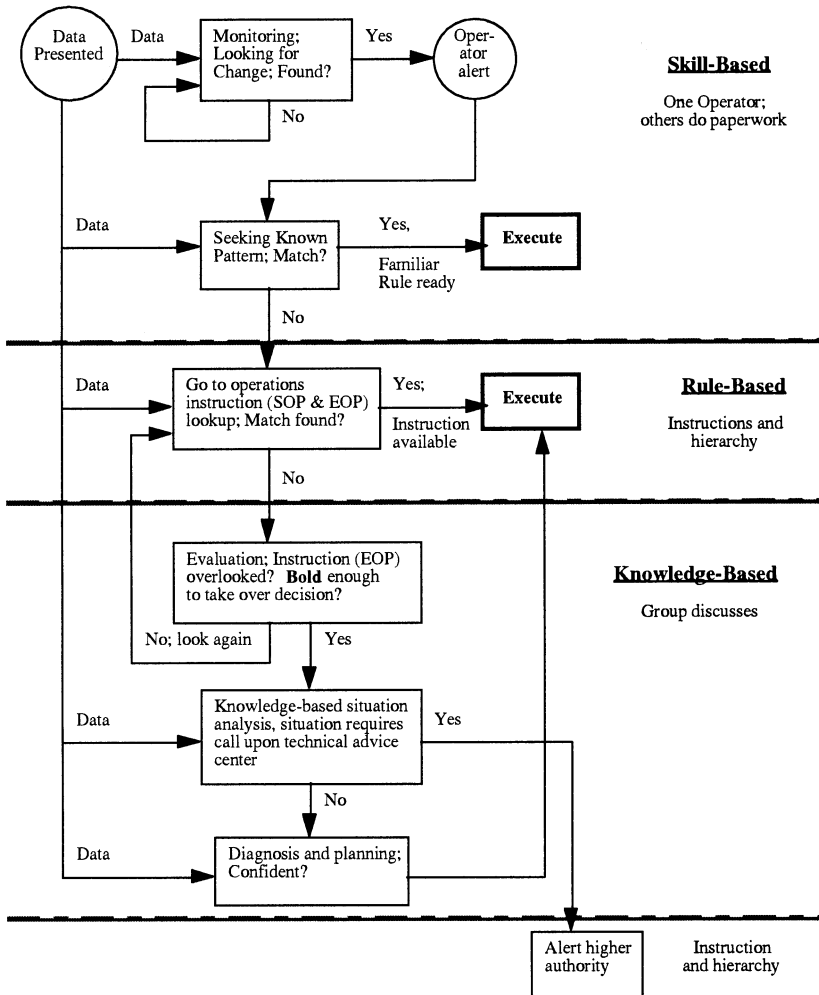 Data
Presented
Data
Monitoring;
Looking for
Change; Found?
Yes
Oper-
ator
alert
No
Skill-Based
One Operator;
others do paperwork
Data
Seeking Known
Pattern; Match?
Yes,
Familiar
Rule ready
Execute
No
Data
Go to operations
instruction (SOP & EOP)
lookup; Match found?
Yes;
Instruction
available
Execute
Rule-Based
Instructions and
hierarchy
No
Evaluation; Instruction (EOP)
overlooked? Bold enough
to take over decision?
Knowledge-Based
Group discusses
No; look again
Yes
Data
Knowledge-based situation
analysis, situation requires
call upon technical advice
center
Yes
No
Data
Diagnosis and planning;
Confident?
Alert higher
authority
Instruction
and hierarchy